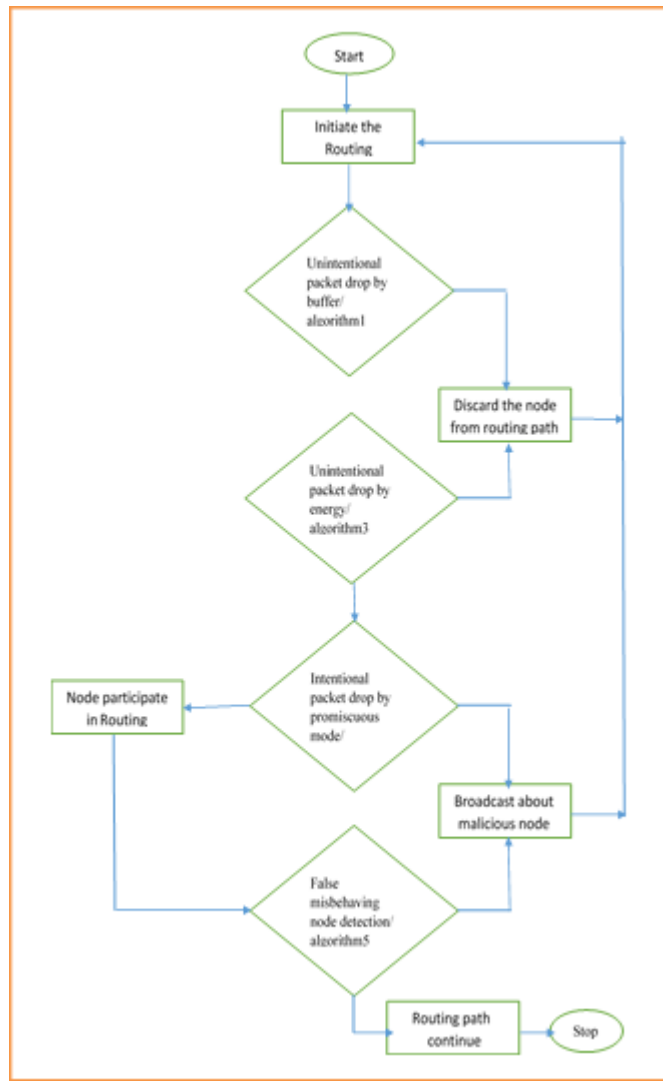 Start
Initiate the
Routing
Unintentional
packet drop by
buffer/
algorithm1
Discard the node
from routing path
Unintentional
packet drop by
energy/
algorithm3
Intentional
packet drop by
promiscuous
mode/
Node participate
in Routing
Broadcast about
malicious node
False
misbehaving
node detection/
algorithm5
Routing path
continue
Stop